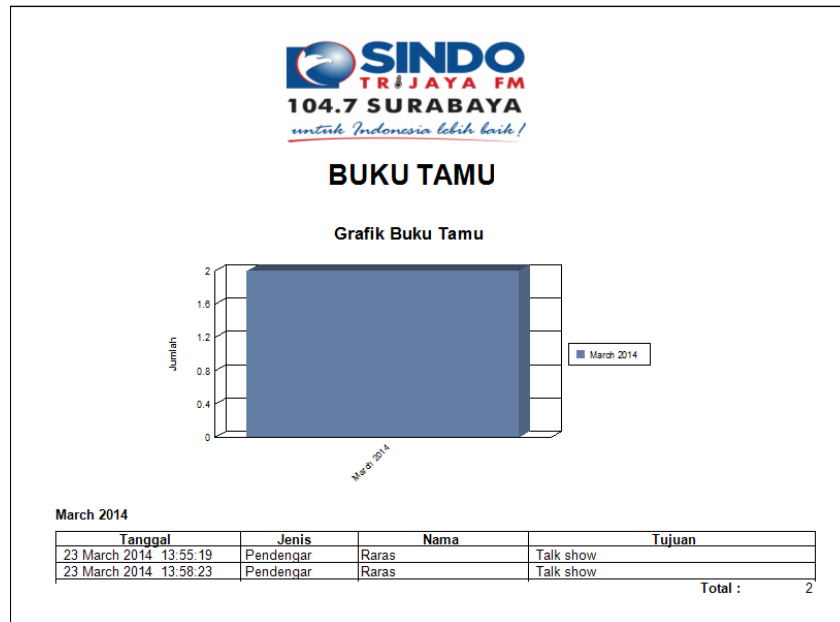 SINDO
TRIJAYA FM
104.7 SURABAYA
untuk Indonesia lebih baik!
BUKU TAMU
Grafik Buku Tamu
2
1.6
1.2
0.8
0.4
0
Jumlah
March 2014
March 2014
March 2014
Tanggal Jenis Nama Tujuan
23 March 2014 13:55:19 Pendengar Raras Talk show
23 March 2014 13:58:23 Pendengar Raras Talk show
Total : 2